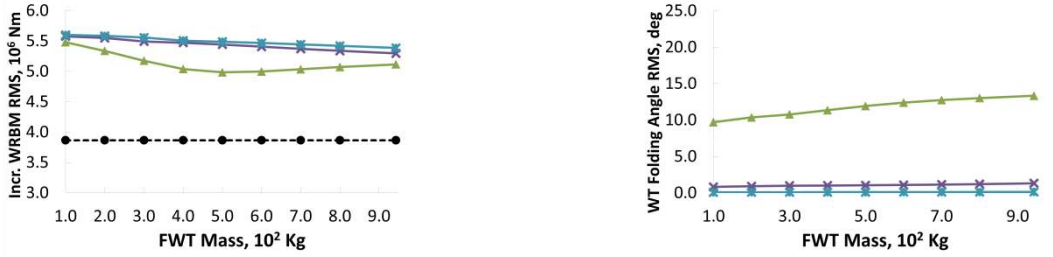 Incr. WRBM RMS, 10⁶ Nm
6.0
5.5
5.0
4.5
4.0
3.5
3.0
1.0 2.0 3.0 4.0 5.0 6.0 7.0 8.0 9.0
FWT Mass, 10² Kg
WT Folding Angle RMS, deg
25.0
20.0
15.0
10.0
5.0
0.0
1.0 3.0 5.0 7.0 9.0
FWT Mass, 10² Kg